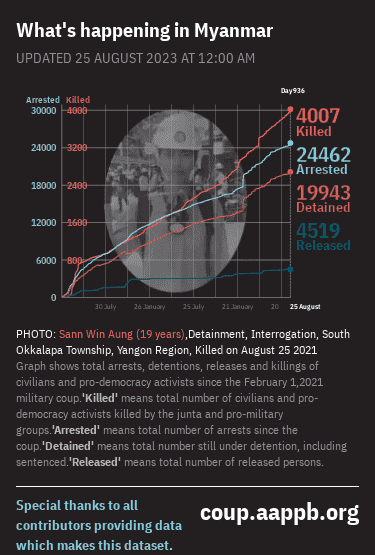 What's happening in Myanmar
UPDATED 25 AUGUST 2023 AT 12:00 AM
Day936
Arrested Killed
30000 4000
24000 3200
18000 2400
12000 1600
6000 800
0
4007
Killed
24462
Arrested
19943
Detained
4519
Released
30 July 26 January 25 July 21 January 20 25 August
PHOTO: Sann Win Aung (19 years),Detainment, Interrogation, South
Okkalapa Township, Yangon Region, Killed on August 25 2021
Graph shows total arrests, detentions, releases and killings of
civilians and pro-democracy activists since the February 1,2021
military coup.'Killed' means total number of civilians and pro-
democracy activists killed by the junta and pro-military
groups.'Arrested' means total number of arrests since the
coup.'Detained' means total number still under detention, including
sentenced.'Released' means total number of released persons.
Special thanks to all
contributors providing data
which makes this dataset.
coup.aappb.org